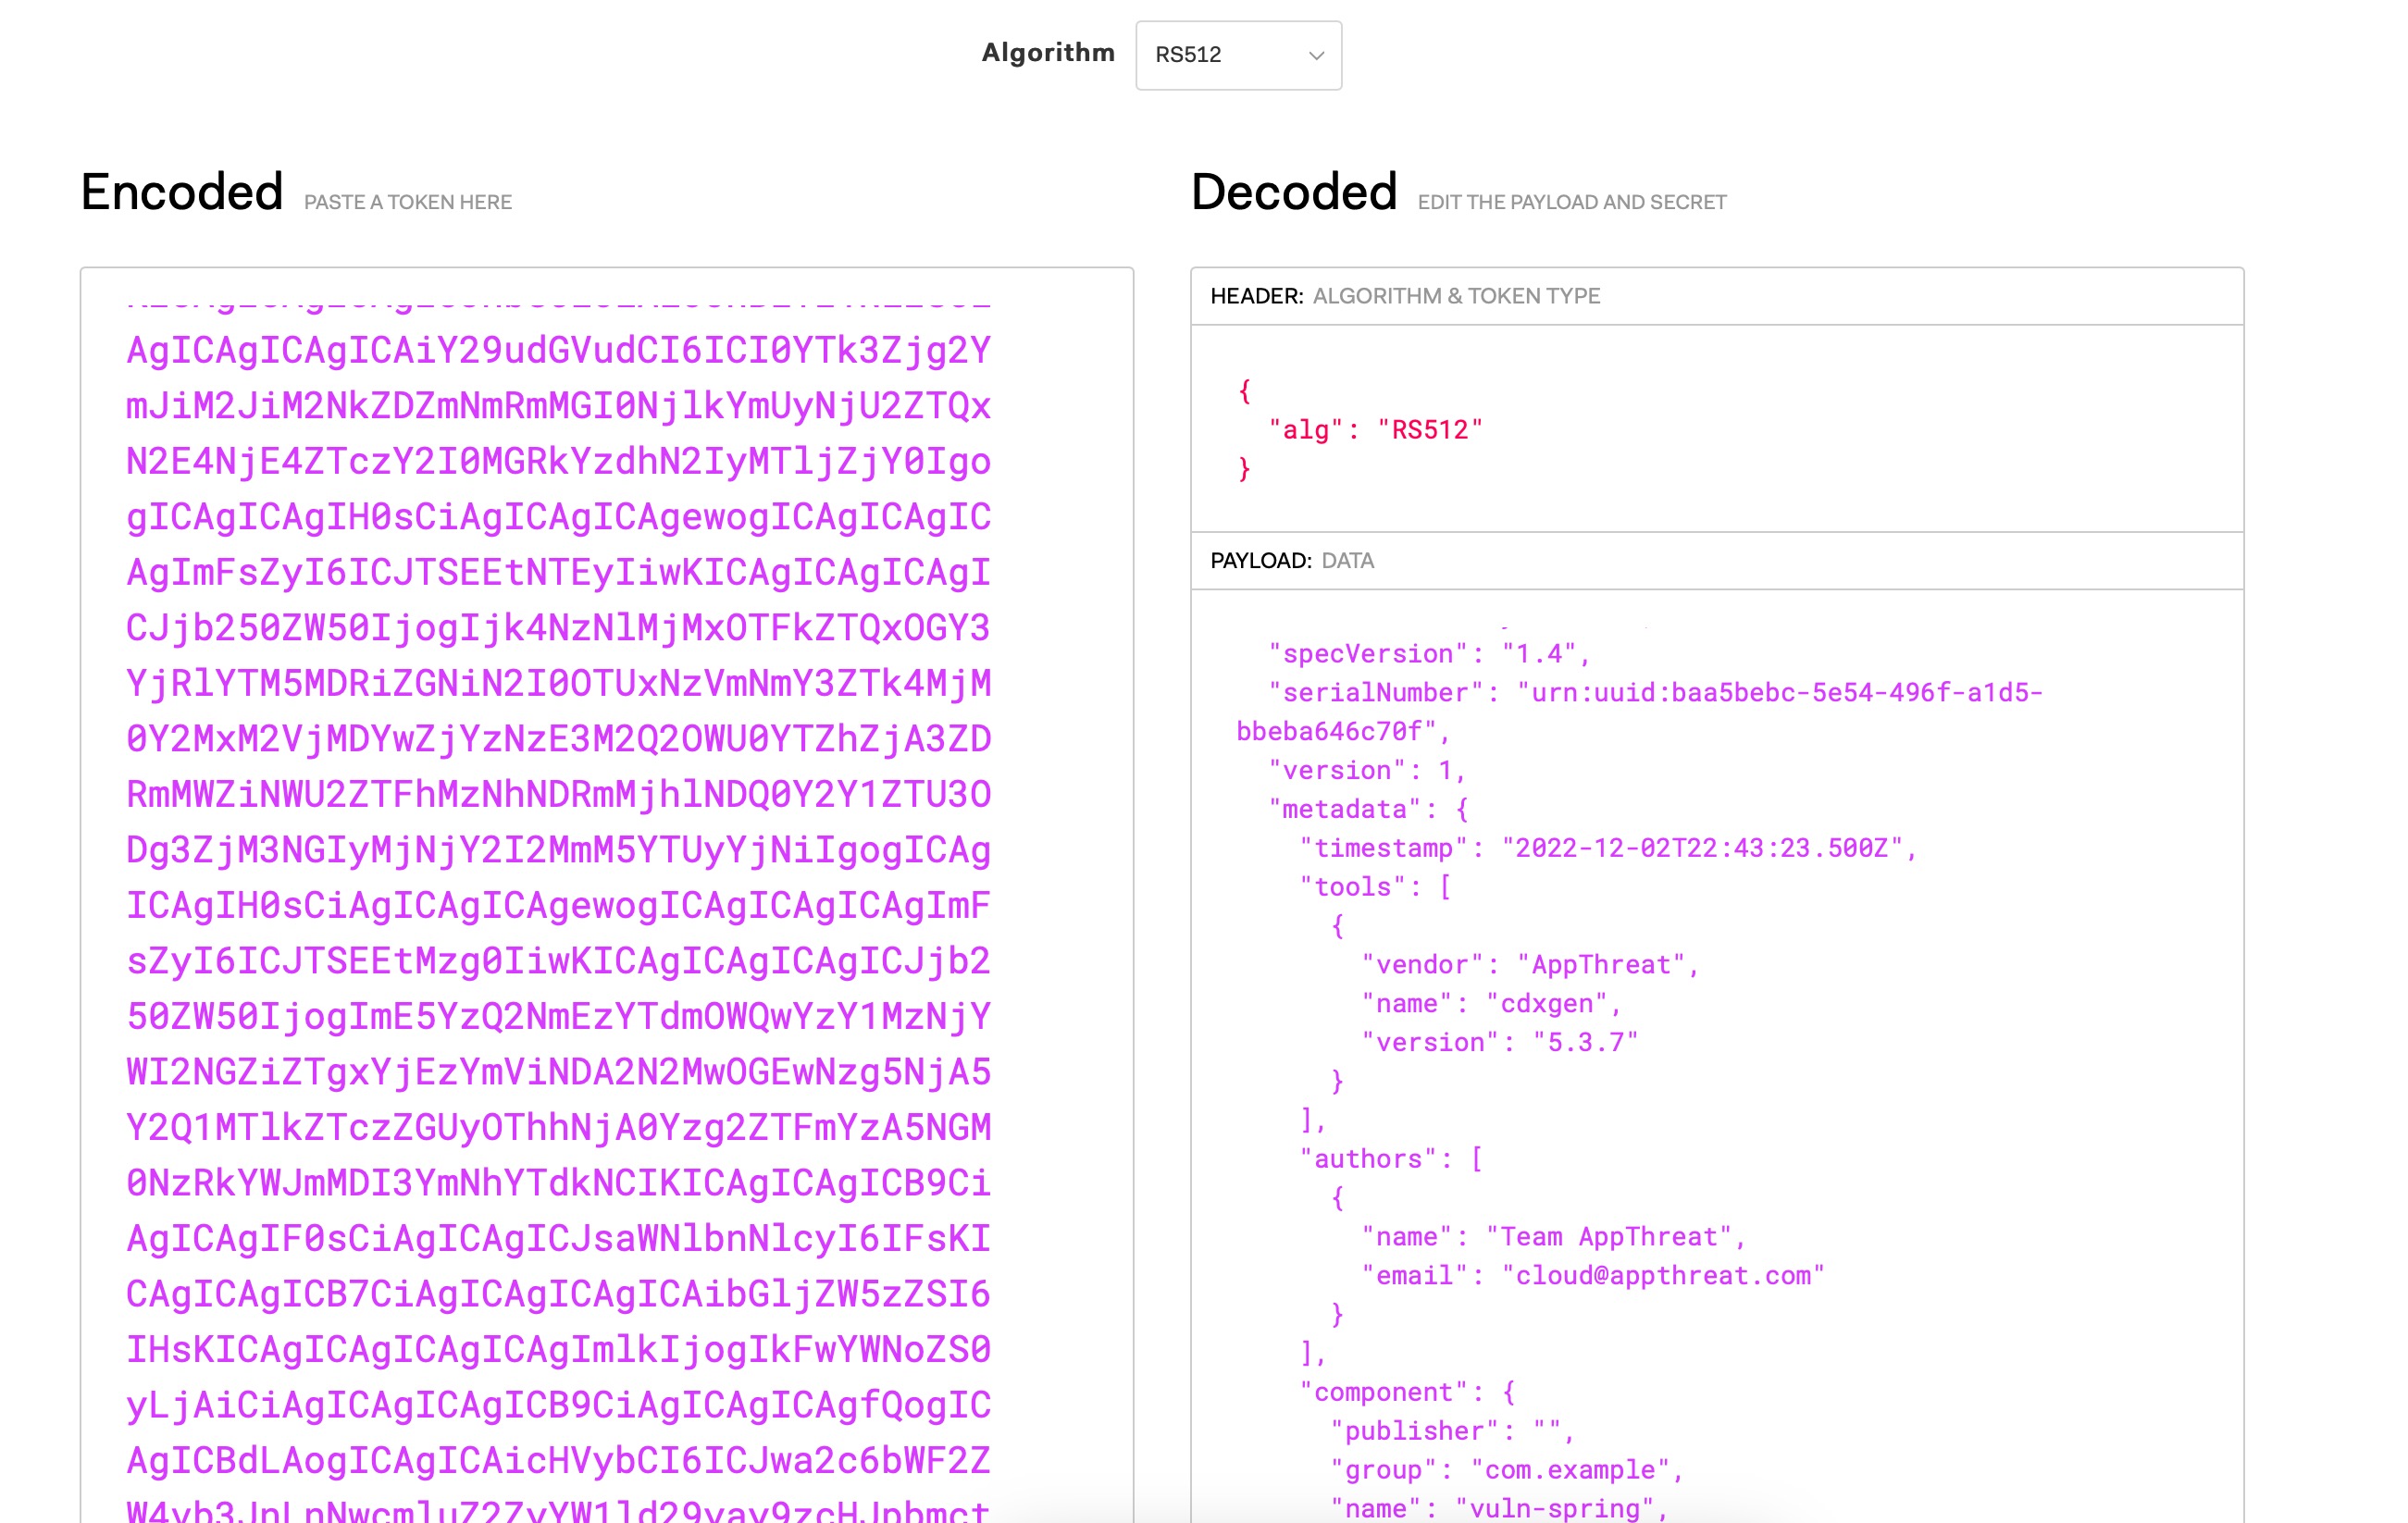 Algorithm RS512
Encoded PASTE A TOKEN HERE
AgICAgICAgICAiY29udGVudCI6ICI0YTk3Zjg2Y
mJiM2JiM2NkZDZmNmRmMGI0NjlkYmUyNjU2ZTQx
N2E4NjE4ZTczY2I0MGRkYzdhN2IyMTljZjY0Igo
gICAgICAgIH0sCiAgICAgICAgewogICAgICAgIC
AgImFsZyI6ICJTSEEtNTEyIiwKICAgICAgICAgI
CJjb250ZW50IjogIjk4NzNlMjMxOTFkZTQxOGY3
YjRlYTM5MDRiZGNiN2I0OTUxNzVmNmY3ZTk4MjM
0Y2MxM2VjMDYwZjYzNzE3M2Q2OWU0YTZhZjA3ZD
RmMWZiNWU2ZTFhMzNhNDRmMjhlNDQ0Y2Y1ZTU3O
Dg3ZjM3NGIyMjNjY2I2MmM5YTUyYjNiIgogICAg
ICAgIH0sCiAgICAgICAgewogICAgICAgICAgImF
sZyI6ICJTSEEtMzg0IiwKICAgICAgICAgICJjb2
50ZW50IjogImE5YzQ2NmEzYTdmOWQwYzY1MzNjY
WI2NGZiZTgxYjEzYmViNDA2N2MwOGEwNzg5NjA5
Y2Q1MTlkZTczZGUyOThhNjA0Yzg2ZTFmYzA5NGM
0NzRkYWJmMDI3YmNhYTdkNCIKICAgICAgICB9Ci
AgICAgIF0sCiAgICAgICJsaWNlbnNlcyI6IFsKI
CAgICAgICB7CiAgICAgICAgICAibGljZW5zZSI6
IHsKICAgICAgICAgICAgImlkIjogIkFwYWNoZS0
yLjAiCiAgICAgICAgICB9CiAgICAgICAgfQogIC
AgICBdLAogICAgICAicHVybCI6ICJwa2c6bWF2Z
W4vb3JnLnNwcmluZ2ZyYW1ld29yay9zcHJpbmct
Decoded EDIT THE PAYLOAD AND SECRET
HEADER: ALGORITHM & TOKEN TYPE
{
"alg": "RS512"
}
PAYLOAD: DATA
"specVersion": "1.4",
"serialNumber": "urn:uuid:baa5bebc-5e54-496f-a1d5-
bbeba646c70f",
"version": 1,
"metadata": {
"timestamp": "2022-12-02T22:43:23.500Z",
"tools": [
{
"vendor": "AppThreat",
"name": "cdxgen",
"version": "5.3.7"
}
],
"authors": [
{
"name": "Team AppThreat",
"email": "cloud@appthreat.com"
}
],
"component": {
"publisher": "",
"group": "com.example",
"name": "vuln-spring",